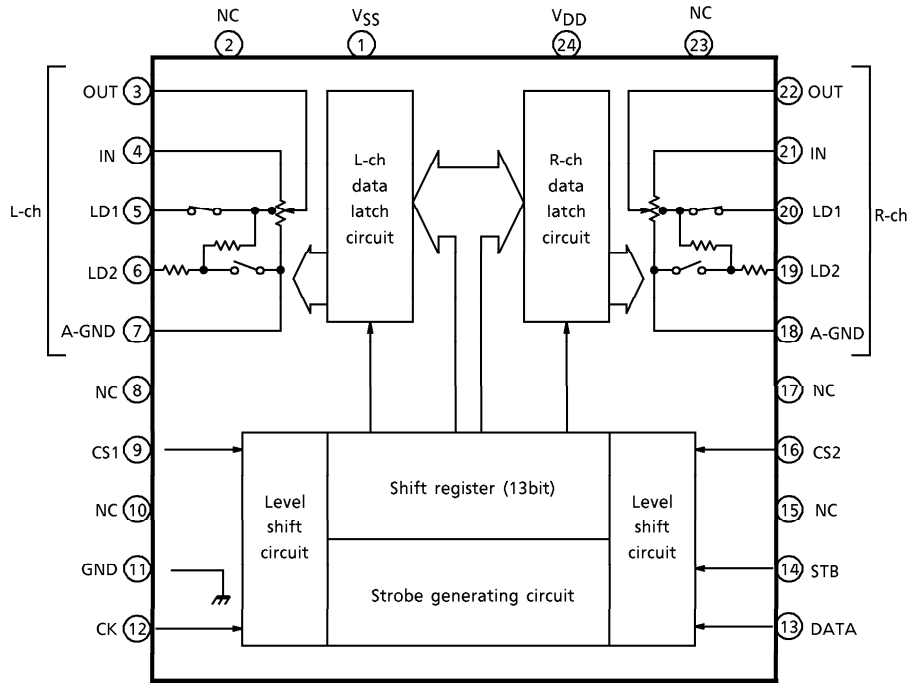 NC VSS VDD NC
2 1 24 23
OUT 3 22 OUT
IN 4 21 IN
L-ch
data
latch
circuit
R-ch
data
latch
circuit
L-ch LD1 5 20 LD1 R-ch
LD2 6 19 LD2
A-GND 7 18 A-GND
NC 8 17 NC
CS1 9 16 CS2
Shift register (13bit)
Level
shift
circuit
Level
shift
circuit
NC 10 15 NC
GND 11 14 STB
Strobe generating circuit
CK 12 13 DATA